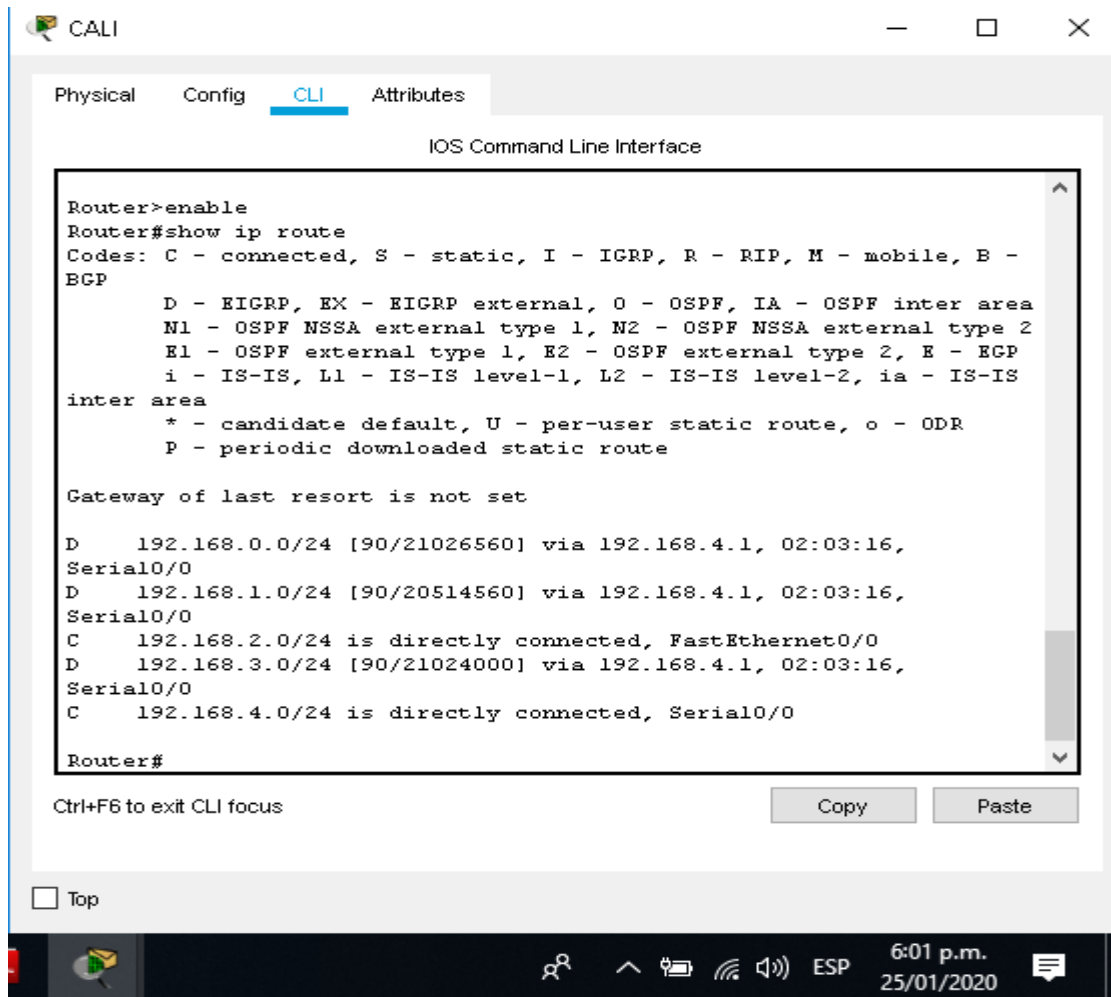 CALI
Physical Config CLI Attributes
IOS Command Line Interface
Router>enable
Router#show ip route
Codes: C - connected, S - static, I - IGRP, R - RIP, M - mobile, B -
BGP
D - EIGRP, EX - EIGRP external, O - OSPF, IA - OSPF inter area
N1 - OSPF NSSA external type 1, N2 - OSPF NSSA external type 2
E1 - OSPF external type 1, E2 - OSPF external type 2, E - EGP
i - IS-IS, L1 - IS-IS level-1, L2 - IS-IS level-2, ia - IS-IS
inter area
* - candidate default, U - per-user static route, o - ODR
P - periodic downloaded static route
Gateway of last resort is not set
D 192.168.0.0/24 [90/21026560] via 192.168.4.1, 02:03:16,
Serial0/0
D 192.168.1.0/24 [90/20514560] via 192.168.4.1, 02:03:16,
Serial0/0
C 192.168.2.0/24 is directly connected, FastEthernet0/0
D 192.168.3.0/24 [90/21024000] via 192.168.4.1, 02:03:16,
Serial0/0
C 192.168.4.0/24 is directly connected, Serial0/0
Router#
Ctrl+F6 to exit CLI focus Copy Paste
Top
ESP 6:01 p.m.
25/01/2020